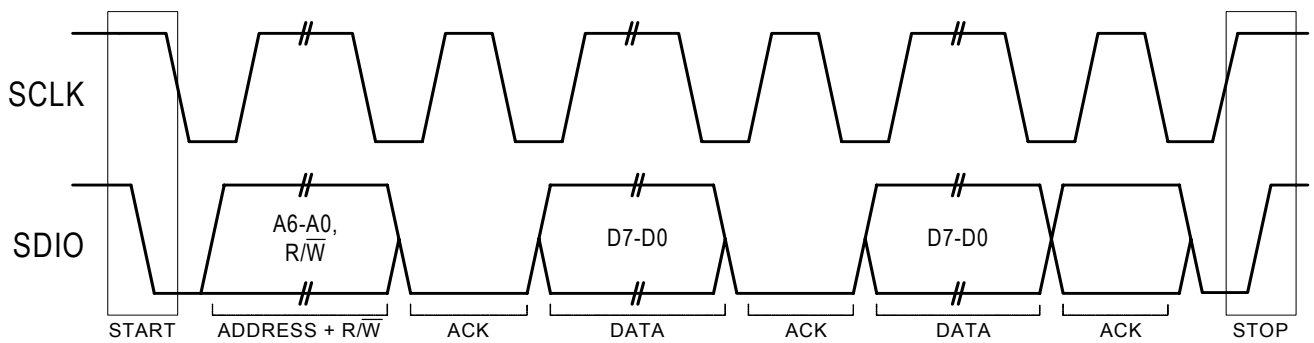 SCLK
SDIO
A6-A0,
R/W̅
D7-D0
D7-D0
START
ADDRESS + R/W̅
ACK
DATA
ACK
DATA
ACK
STOP